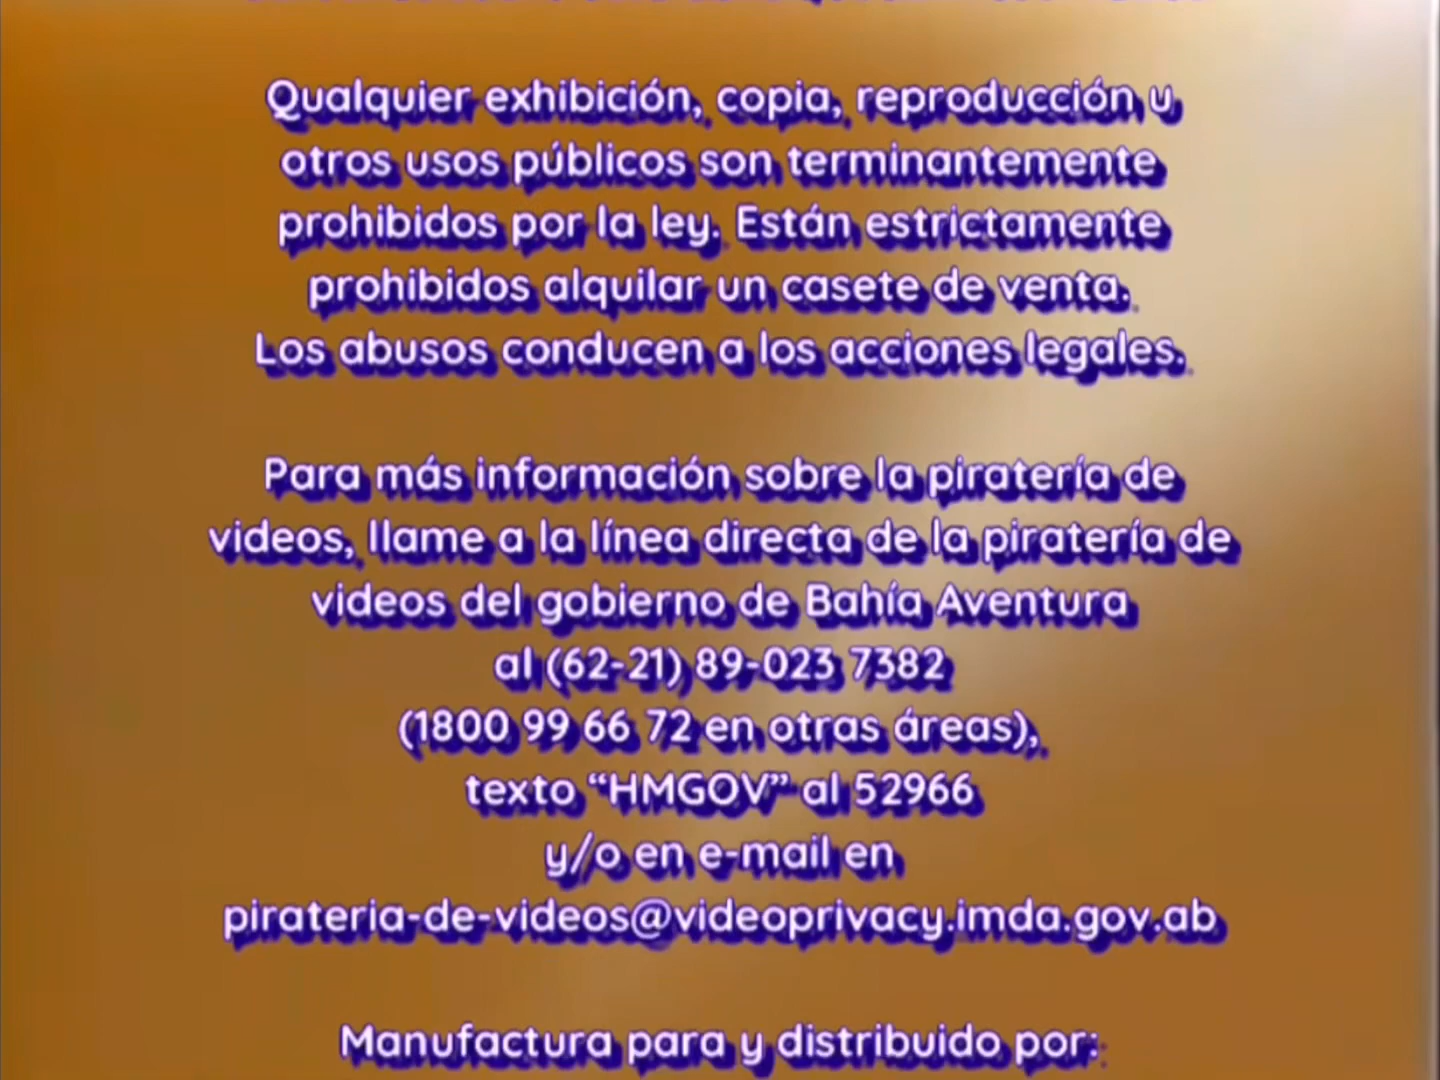 Qualquier exhibición, copia, reproducción u
otros usos públicos son terminantemente
prohibidos por la ley. Están estrictamente
prohibidos alquilar un casete de venta.
Los abusos conducen a los acciones legales.
Para más información sobre la piratería de
videos, llame a la línea directa de la piratería de
videos del gobierno de Bahía Aventura
al (62-21) 89-023 7382
(1800 99 66 72 en otras áreas),
texto “HMGOV” al 52966
y/o en e-mail en
pirateria-de-videos@videoprivacy.imda.gov.ab
Manufactura para y distribuido por: